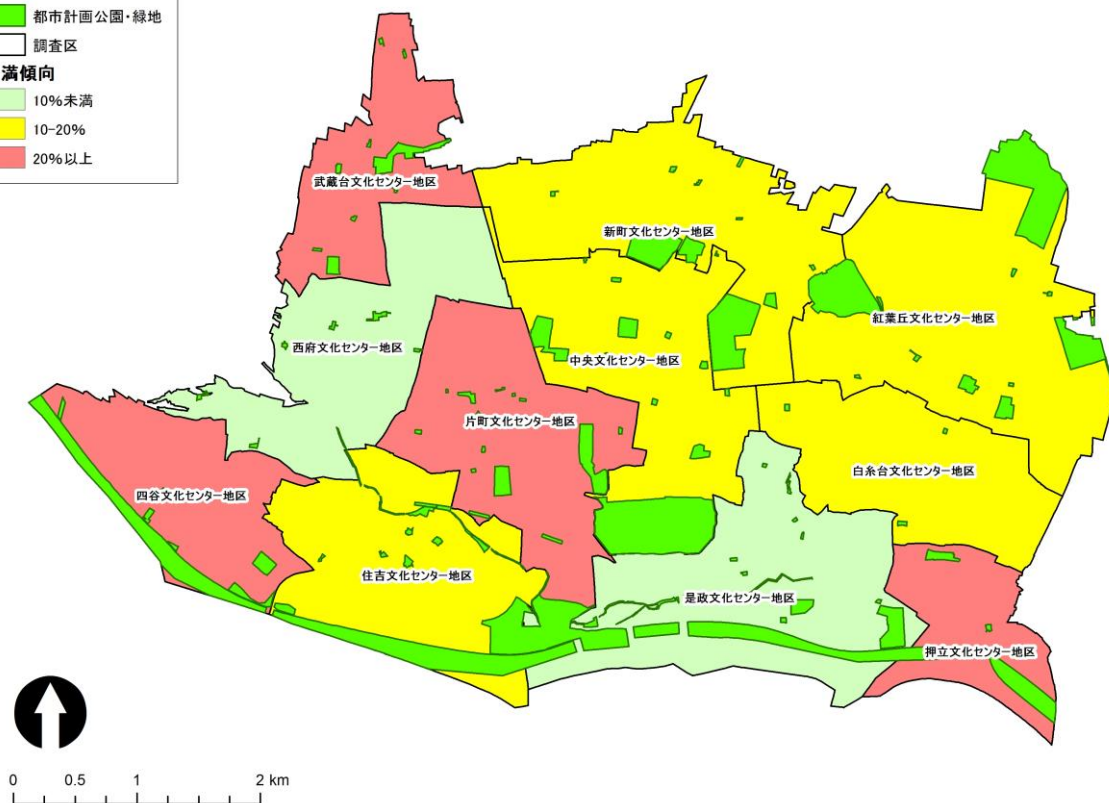 都市計画公園・緑地
調査区
満傾向
10%未満
10-20%
20%以上
武蔵台文化センター地区
新町文化センター地区
紅葉丘文化センター地区
西府文化センター地区
中央文化センター地区
片町文化センター地区
白糸台文化センター地区
四谷文化センター地区
住吉文化センター地区
是政文化センター地区
押立文化センター地区
0 0.5 1 2 km